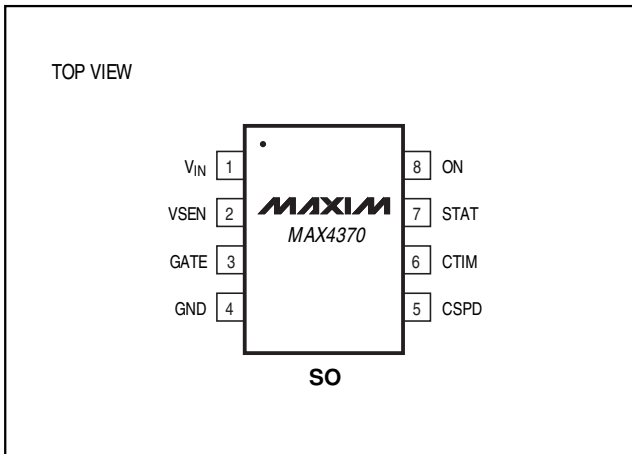 TOP VIEW
VIN 1
8 ON
VSEN 2
MAXIM
7 STAT
MAX4370
GATE 3
6 CTIM
GND 4
5 CSPD
SO